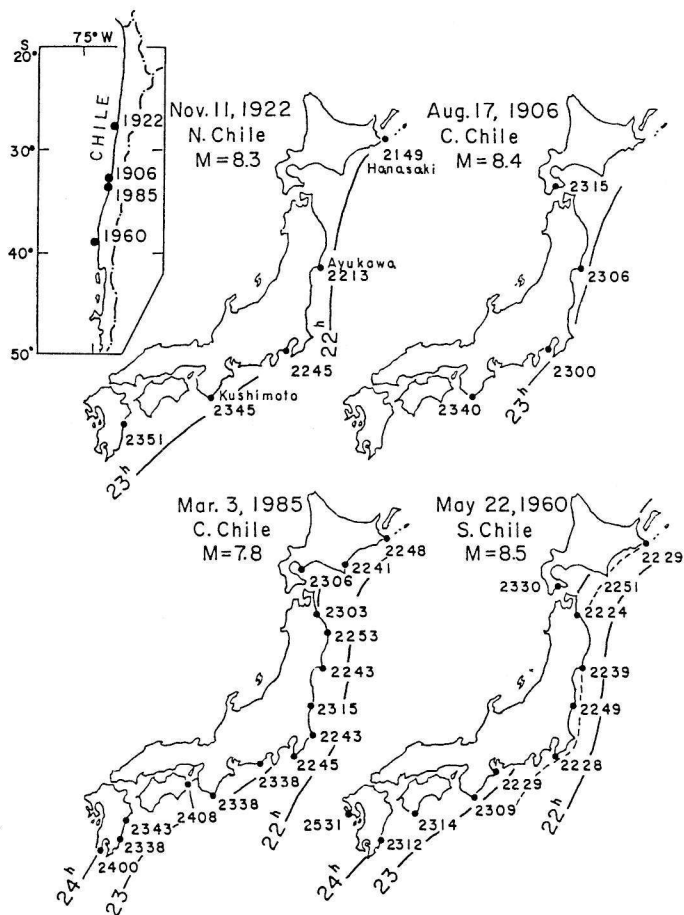 S
75° W
20°
30°
40°
50°
CHILE
1922
1906
1985
1960
Nov. 11, 1922
N. Chile
M = 8.3
2149
Hanasaki
Ayukawa
2213
22h
2245
Kushimoto
2345
2351
23h
Aug. 17, 1906
C. Chile
M = 8.4
2315
2306
2300
2340
23h
Mar. 3, 1985
C. Chile
M = 7.8
2248
2241
2306
2303
2253
2243
2315
2243
2245
2338
2338
2408
2343
2338
2400
22h
24h
23
May 22, 1960
S. Chile
M = 8.5
2229
2330
2251
2224
2239
2249
2228
2229
2309
2314
2531
2312
22h
24h
23